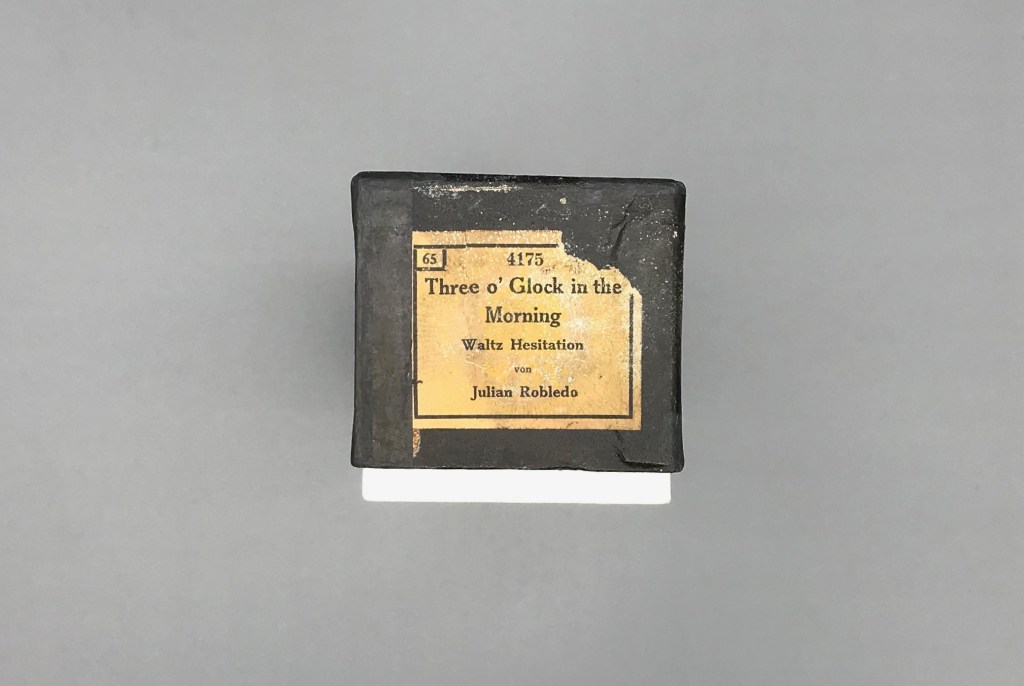 65 4175
Three o' Glock in the
Morning
Waltz Hesitation
von
Julian Robledo